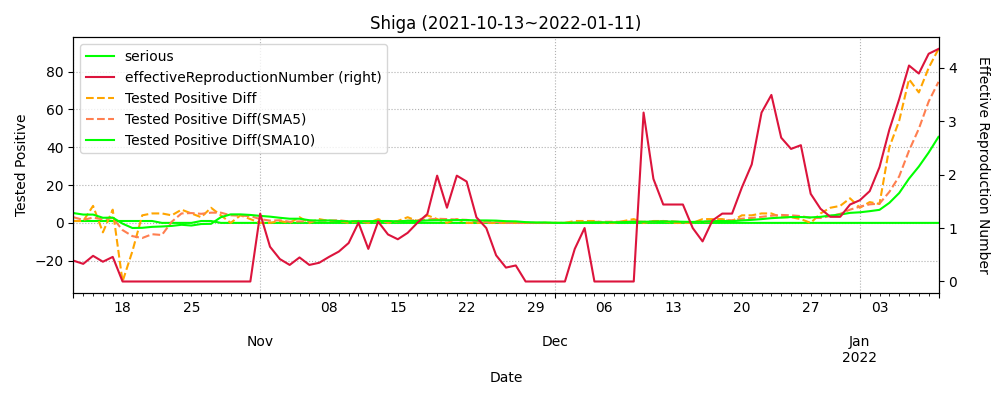 Shiga (2021-10-13~2022-01-11)
serious
effectiveReproductionNumber (right)
Tested Positive Diff
Tested Positive Diff(SMA5)
Tested Positive Diff(SMA10)
Tested Positive
80
60
40
20
0
−20
Effective Reproduction Number
4
3
2
1
0
18 25 08 15 22 29 06 13 20 27 03
Nov Dec Jan
2022
Date